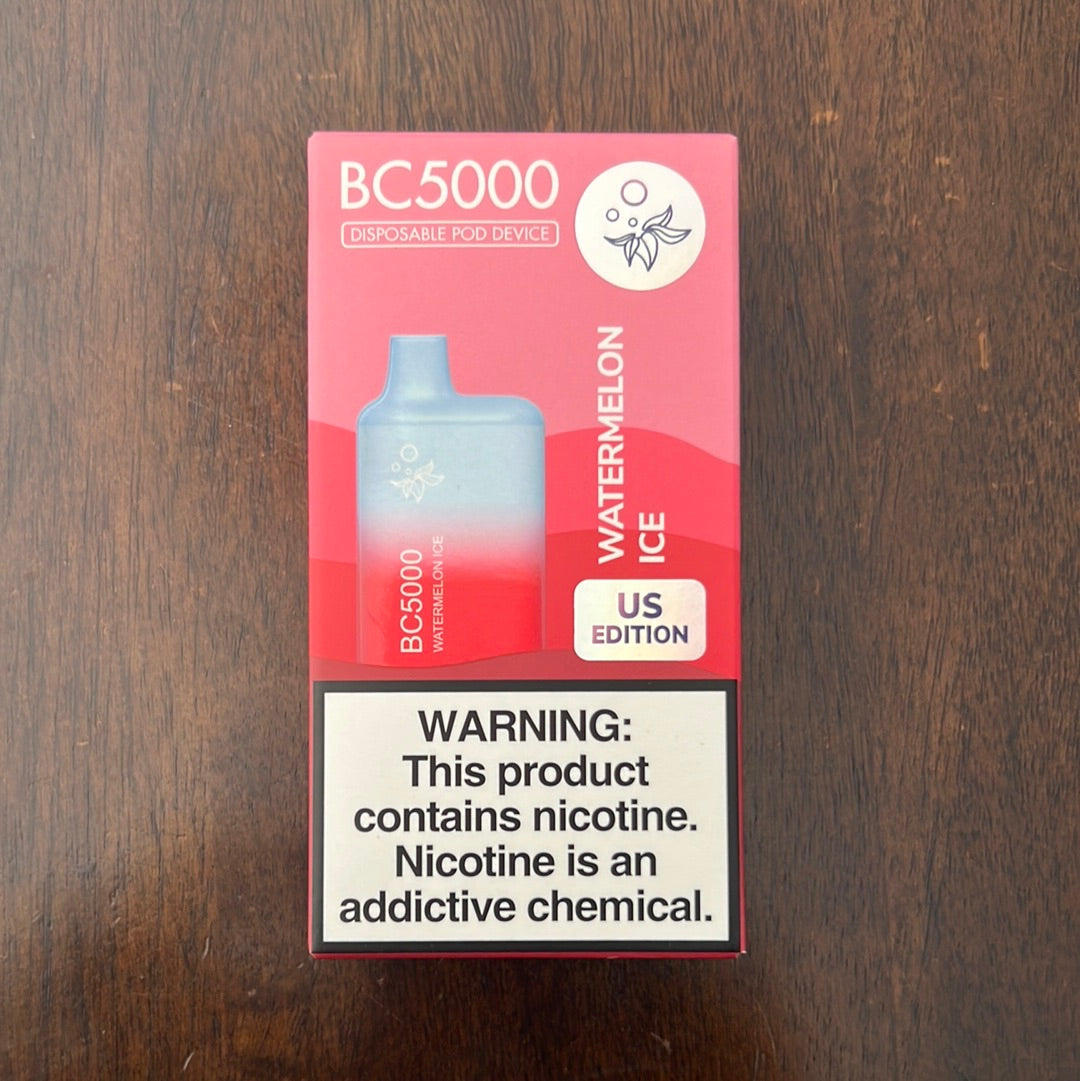 BC5000
DISPOSABLE POD DEVICE
WATERMELON
ICE
BC5000
WATERMELON ICE
US
EDITION
WARNING:
This product
contains nicotine.
Nicotine is an
addictive chemical.